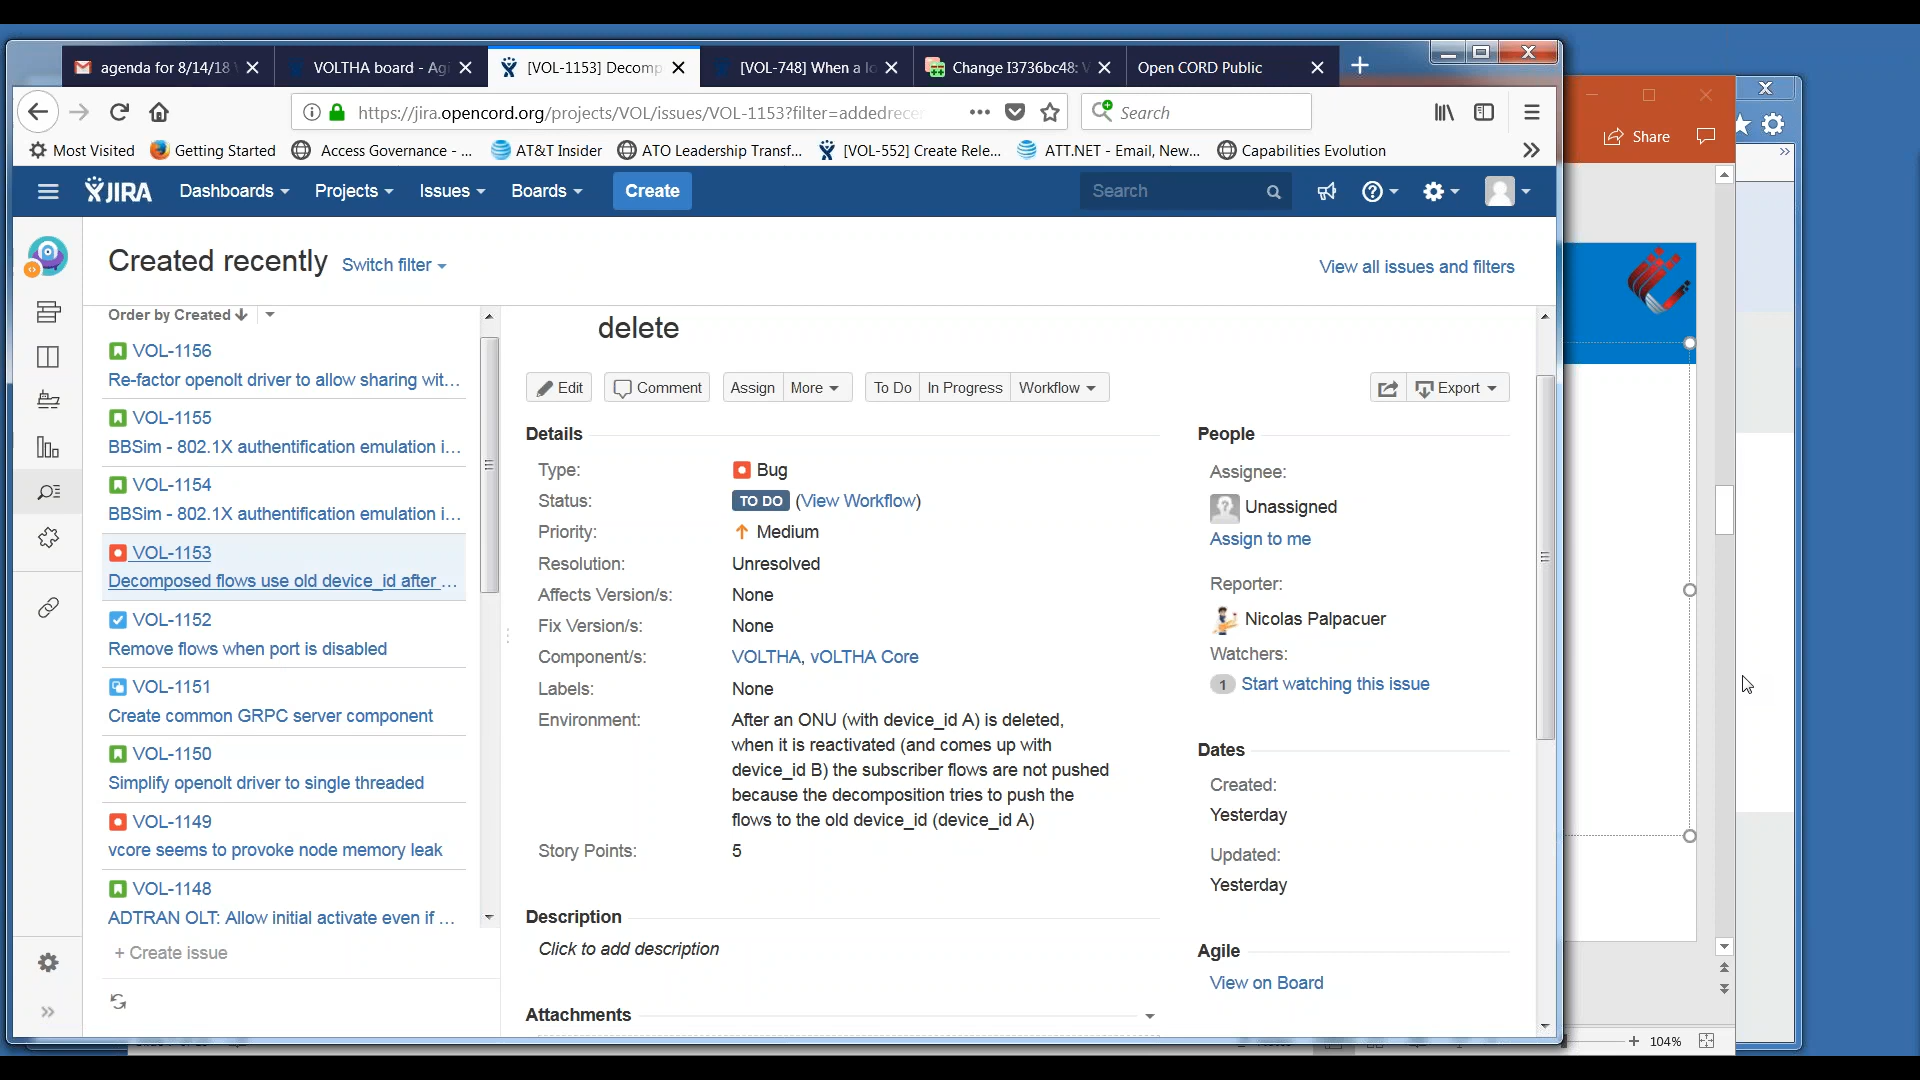 agenda for 8/14/18
VOLTHA board - Agi
[VOL-1153] Decomp
[VOL-748] When a lo
Change I3736bc48: V
Open CORD Public
https://jira.opencord.org/projects/VOL/issues/VOL-1153?filter=addedrecen
Search
Share
Most Visited
Getting Started
Access Governance - ...
AT&T Insider
ATO Leadership Transf...
[VOL-552] Create Rele...
ATT.NET - Email, New...
Capabilities Evolution
JIRA
Dashboards
Projects
Issues
Boards
Create
Search
Created recently
Switch filter
View all issues and filters
Order by Created
VOL-1156
Re-factor openolt driver to allow sharing wit...
VOL-1155
BBSim - 802.1X authentification emulation i...
VOL-1154
BBSim - 802.1X authentification emulation i...
VOL-1153
Decomposed flows use old device_id after ...
VOL-1152
Remove flows when port is disabled
VOL-1151
Create common GRPC server component
VOL-1150
Simplify openolt driver to single threaded
VOL-1149
vcore seems to provoke node memory leak
VOL-1148
ADTRAN OLT: Allow initial activate even if ...
+ Create issue
delete
Edit
Comment
Assign
More
To Do
In Progress
Workflow
Export
Details
Type:
Bug
Status:
TO DO
(View Workflow)
Priority:
Medium
Resolution:
Unresolved
Affects Version/s:
None
Fix Version/s:
None
Component/s:
VOLTHA, vOLTHA Core
Labels:
None
Environment:
After an ONU (with device_id A) is deleted,
when it is reactivated (and comes up with
device_id B) the subscriber flows are not pushed
because the decomposition tries to push the
flows to the old device_id (device_id A)
Story Points:
5
Description
Click to add description
Attachments
People
Assignee:
Unassigned
Assign to me
Reporter:
Nicolas Palpacuer
Watchers:
1 Start watching this issue
Dates
Created:
Yesterday
Updated:
Yesterday
Agile
View on Board
104%